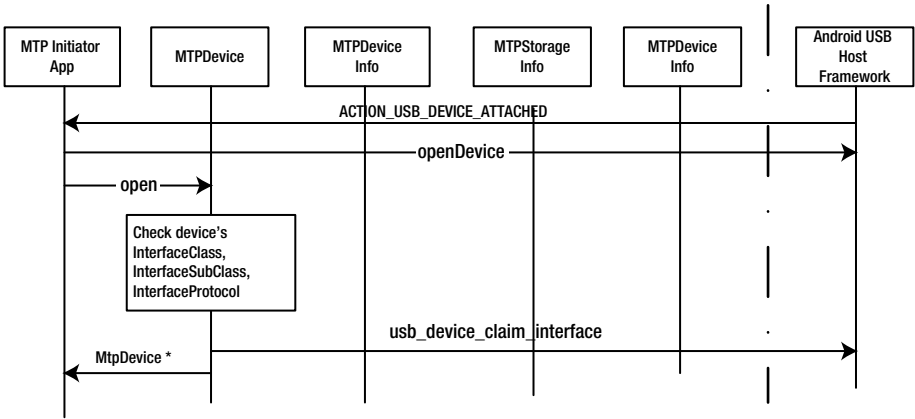 MTP Initiator
App
MTPDevice
MTPDevice
Info
MTPStorage
Info
MTPDevice
Info
Android USB
Host
Framework
ACTION_USB_DEVICE_ATTACHED
openDevice
open
Check device's
InterfaceClass,
InterfaceSubClass,
InterfaceProtocol
usb_device_claim_interface
MtpDevice *